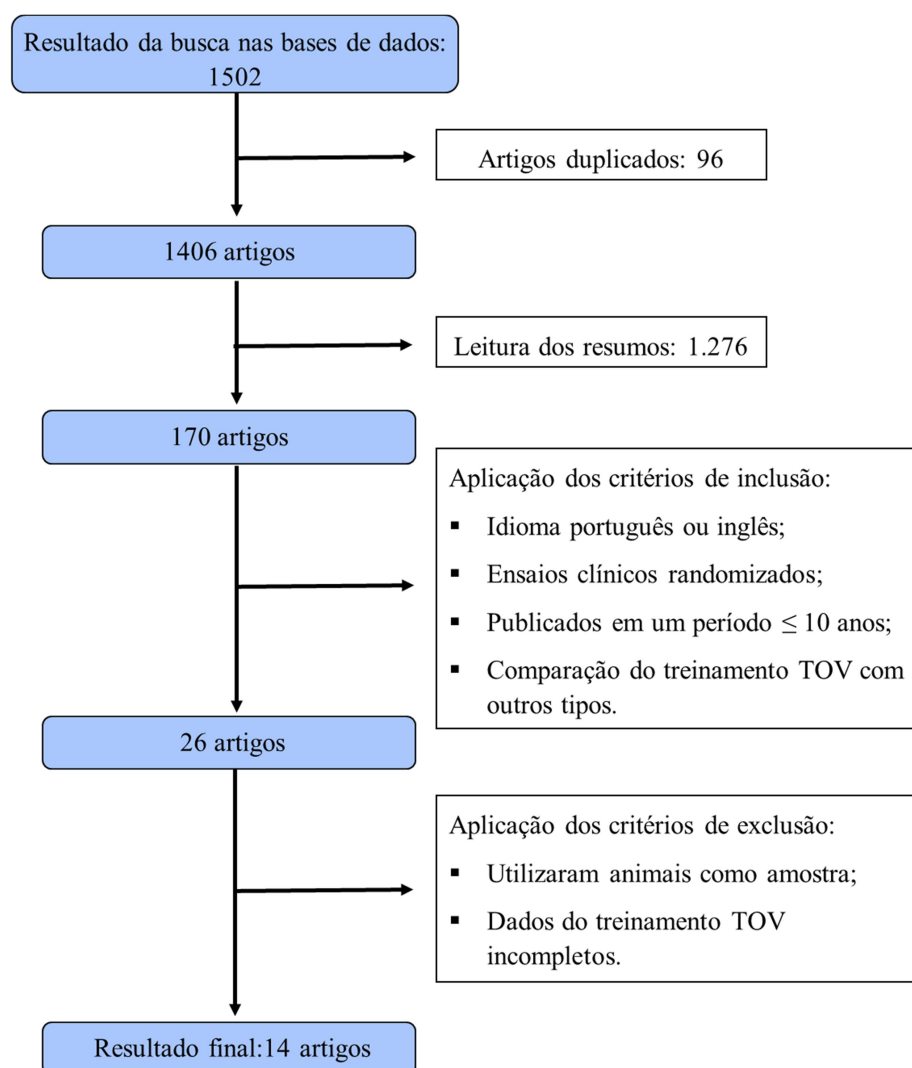 Resultado da busca nas bases de dados:
1502
Artigos duplicados: 96
1406 artigos
Leitura dos resumos: 1.276
170 artigos
Aplicação dos critérios de inclusão:
▪ Idioma português ou inglês;
▪ Ensaios clínicos randomizados;
▪ Publicados em um período ≤ 10 anos;
▪ Comparação do treinamento TOV com
outros tipos.
26 artigos
Aplicação dos critérios de exclusão:
▪ Utilizaram animais como amostra;
▪ Dados do treinamento TOV
incompletos.
Resultado final:14 artigos